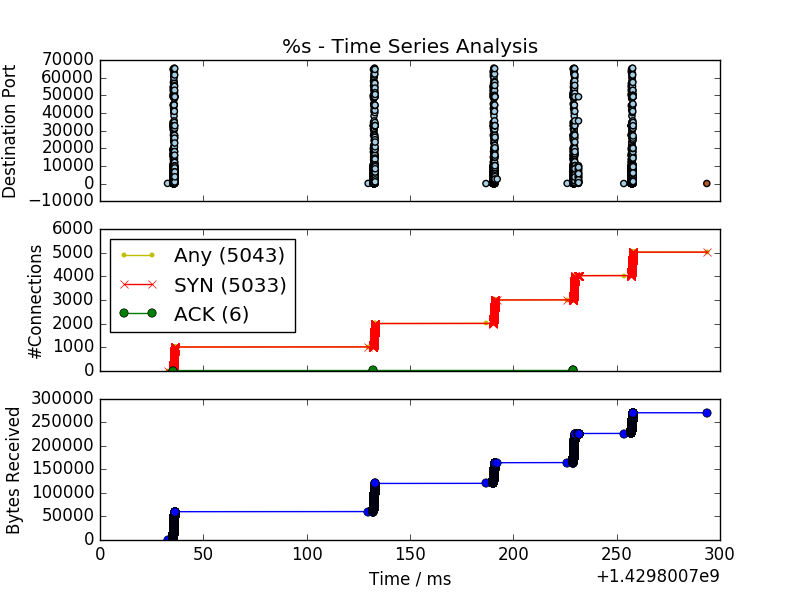 %s - Time Series Analysis
Destination Port
70000
60000
50000
40000
30000
20000
10000
0
−10000
#Connections
6000
5000
4000
3000
2000
1000
0
Any (5043)
SYN (5033)
ACK (6)
Bytes Received
300000
250000
200000
150000
100000
50000
0
0 50 100 150 200 250 300
Time / ms
+1.4298007e9